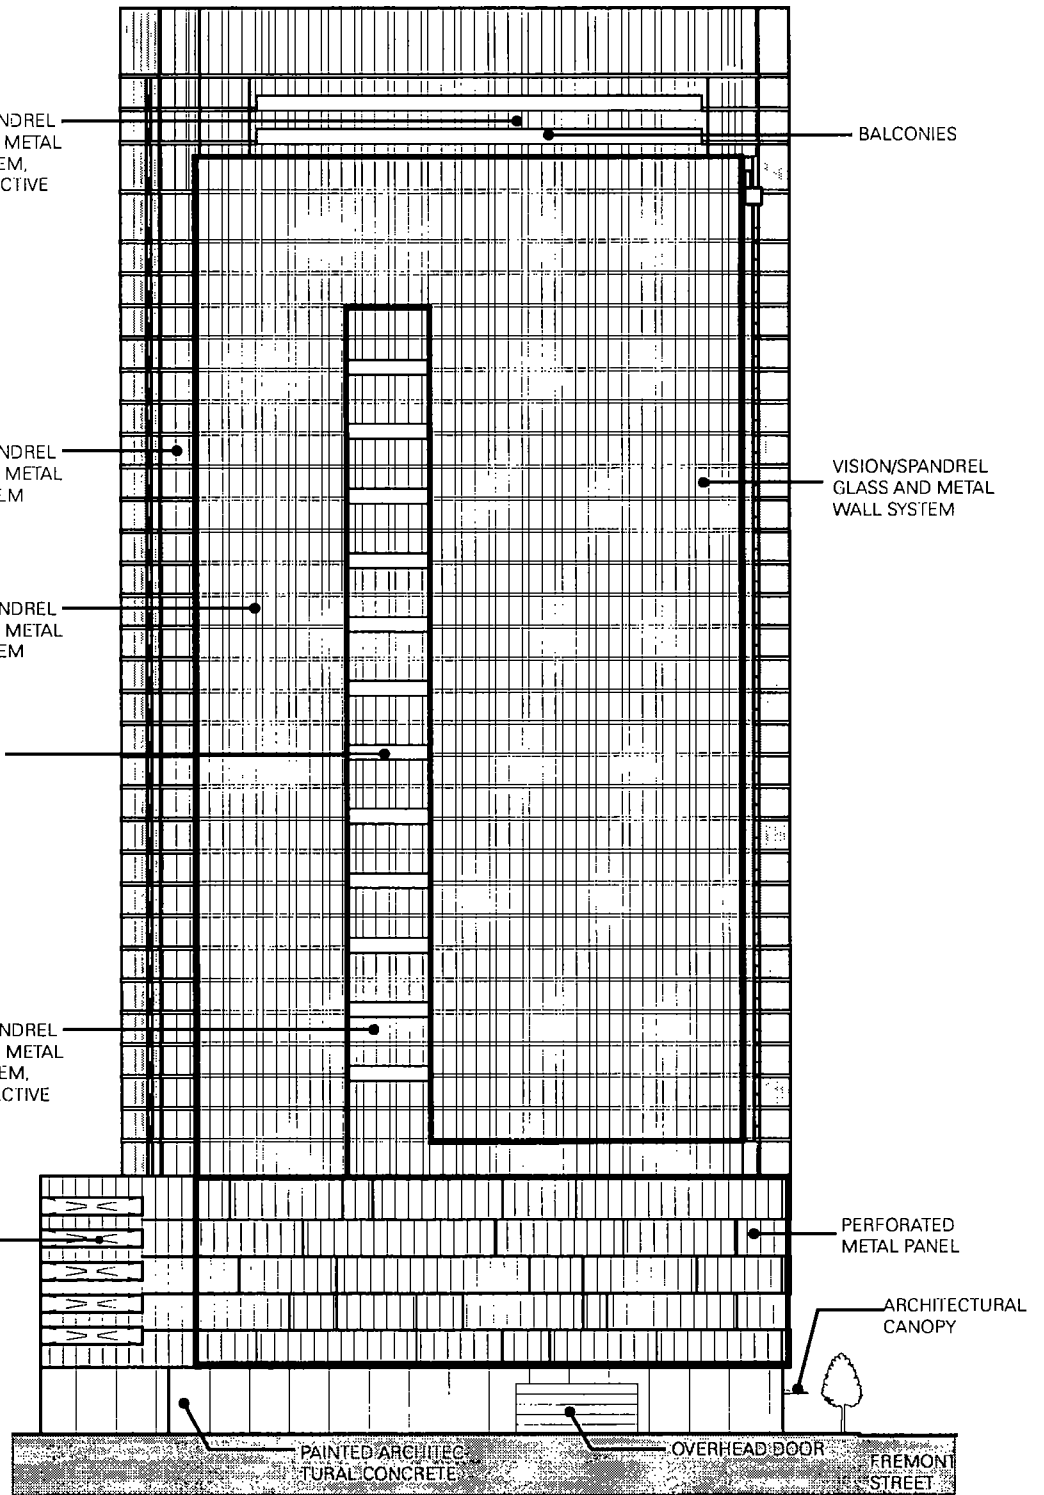 NDREL
METAL
EM,
CTIVE
BALCONIES
NDREL
METAL
EM
VISION/SPANDREL
GLASS AND METAL
WALL SYSTEM
NDREL
METAL
EM
NDREL
METAL
EM,
CTIVE
PERFORATED
METAL PANEL
ARCHITECTURAL
CANOPY
PAINTED ARCHITEC-
TURAL CONCRETE
OVERHEAD DOOR
FREMONT
STREET